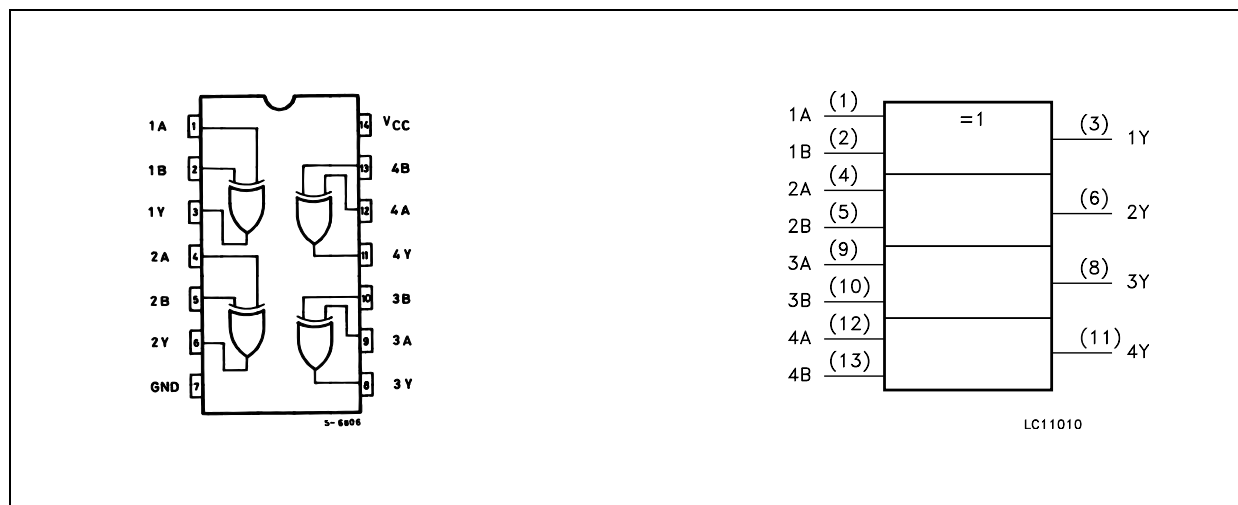 1A 1
1B 2
1Y 3
2A 4
2B 5
2Y 6
GND 7
14 VCC
13 4B
12 4A
11 4Y
10 3B
9 3A
8 3Y
S-6806
1A (1)
1B (2)
2A (4)
2B (5)
3A (9)
3B (10)
4A (12)
4B (13)
=1
(3) 1Y
(6) 2Y
(8) 3Y
(11) 4Y
LC11010